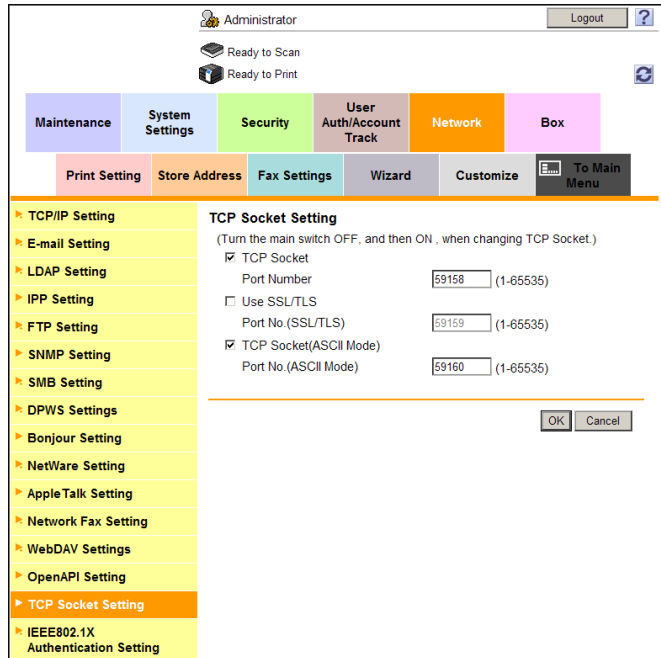 Administrator
Logout
?
Ready to Scan
Ready to Print
Maintenance
System
Settings
Security
User
Auth/Account
Track
Network
Box
Print Setting
Store Address
Fax Settings
Wizard
Customize
To Main
Menu
TCP/IP Setting
E-mail Setting
LDAP Setting
IPP Setting
FTP Setting
SNMP Setting
SMB Setting
DPWS Settings
Bonjour Setting
NetWare Setting
AppleTalk Setting
Network Fax Setting
WebDAV Settings
OpenAPI Setting
TCP Socket Setting
IEEE802.1X
Authentication Setting
TCP Socket Setting
(Turn the main switch OFF, and then ON , when changing TCP Socket.)
TCP Socket
Port Number 59158 (1-65535)
Use SSL/TLS
Port No.(SSL/TLS) 59159 (1-65535)
TCP Socket(ASCII Mode)
Port No.(ASCII Mode) 59160 (1-65535)
OK Cancel